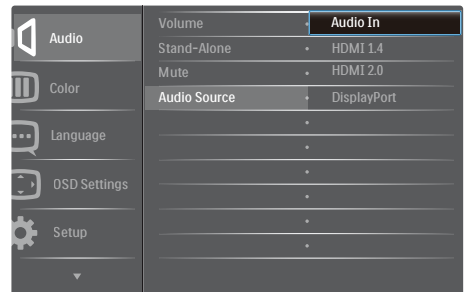 Audio
Color
Language
OSD Settings
Setup
Volume
Stand-Alone
Mute
Audio Source
Audio In
HDMI 1.4
HDMI 2.0
DisplayPort